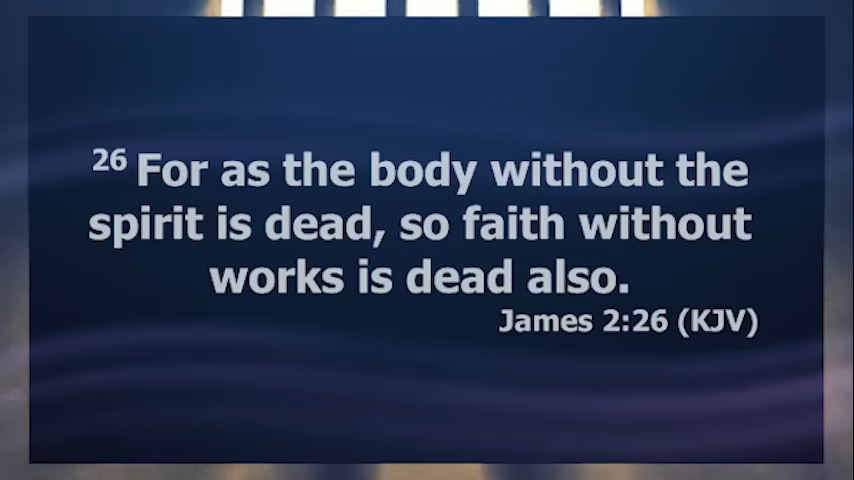 26 For as the body without the
spirit is dead, so faith without
works is dead also.
James 2:26 (KJV)